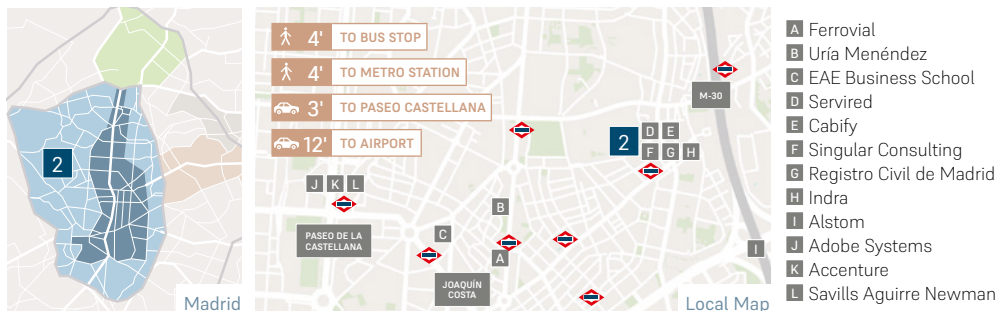 2
Madrid
4' TO BUS STOP
4' TO METRO STATION
3' TO PASEO CASTELLANA
12' TO AIRPORT
M-30
2
D E
F G H
J K L
B
PASEO DE LA
CASTELLANA
C
A
I
JOAQUÍN
COSTA
Local Map
A Ferrovial
B Uría Menéndez
C EAE Business School
D Servired
E Cabify
F Singular Consulting
G Registro Civil de Madrid
H Indra
I Alstom
J Adobe Systems
K Accenture
L Savills Aguirre Newman